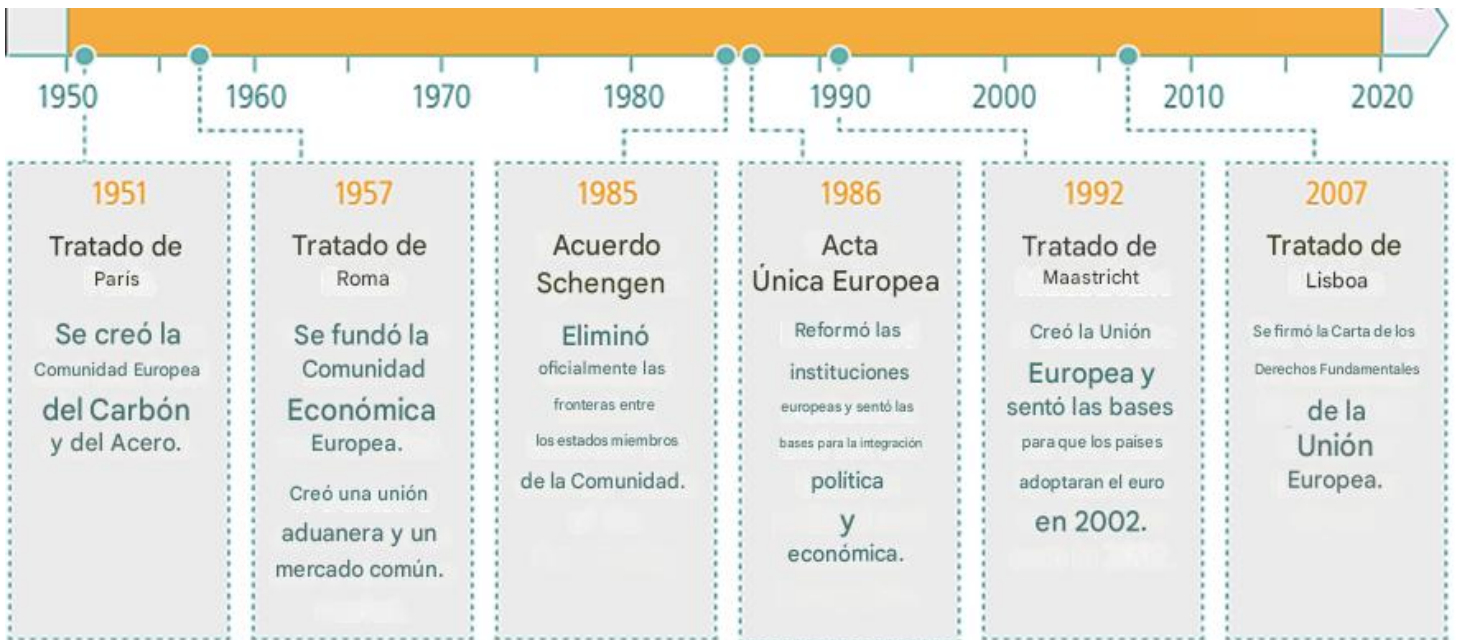 1950
1960
1970
1980
1990
2000
2010
2020
1951
Tratado de
París
Se creó la
Comunidad Europea
del Carbón
y del Acero.
1957
Tratado de
Roma
Se fundó la
Comunidad
Económica
Europea.
Creó una unión
aduanera y un
mercado común.
1985
Acuerdo
Schengen
Eliminó
oficialmente las
fronteras entre
los estados miembros
de la Comunidad.
1986
Acta
Única Europea
Reformó las
instituciones
europeas y sentó las
bases para la integración
política
y
económica.
1992
Tratado de
Maastricht
Creó la Unión
Europea y
sentó las bases
para que los países
adoptaran el euro
en 2002.
2007
Tratado de
Lisboa
Se firmó la Carta de los
Derechos Fundamentales
de la
Unión
Europea.